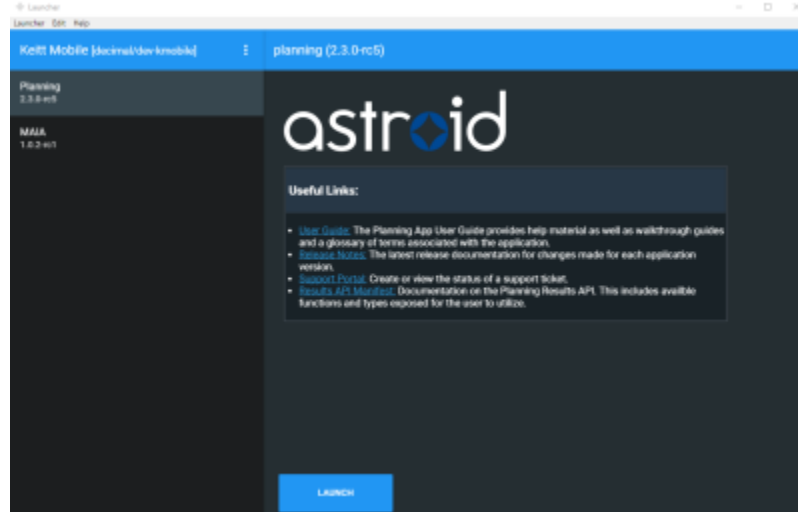 Launcher
Launcher Edit Help
Keitt Mobile [decimal/dev-kmobile]
planning (2.3.0-rc5)
Planning
2.3.0-rc5
MAIA
1.0.2-rc1
astroid
Useful Links:
• User Guide: The Planning App User Guide provides help material as well as walkthrough guides
and a glossary of terms associated with the application.
• Release Notes: The latest release documentation for changes made for each application
version.
• Support Portal: Create or view the status of a support ticket.
• Results API Manifest: Documentation on the Planning Results API. This includes availble
functions and types exposed for the user to utilize.
LAUNCH